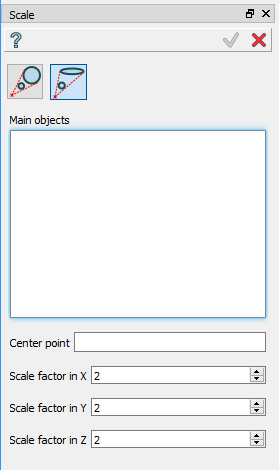 Scale
?
Main objects
Center point
Scale factor in X 2
Scale factor in Y 2
Scale factor in Z 2